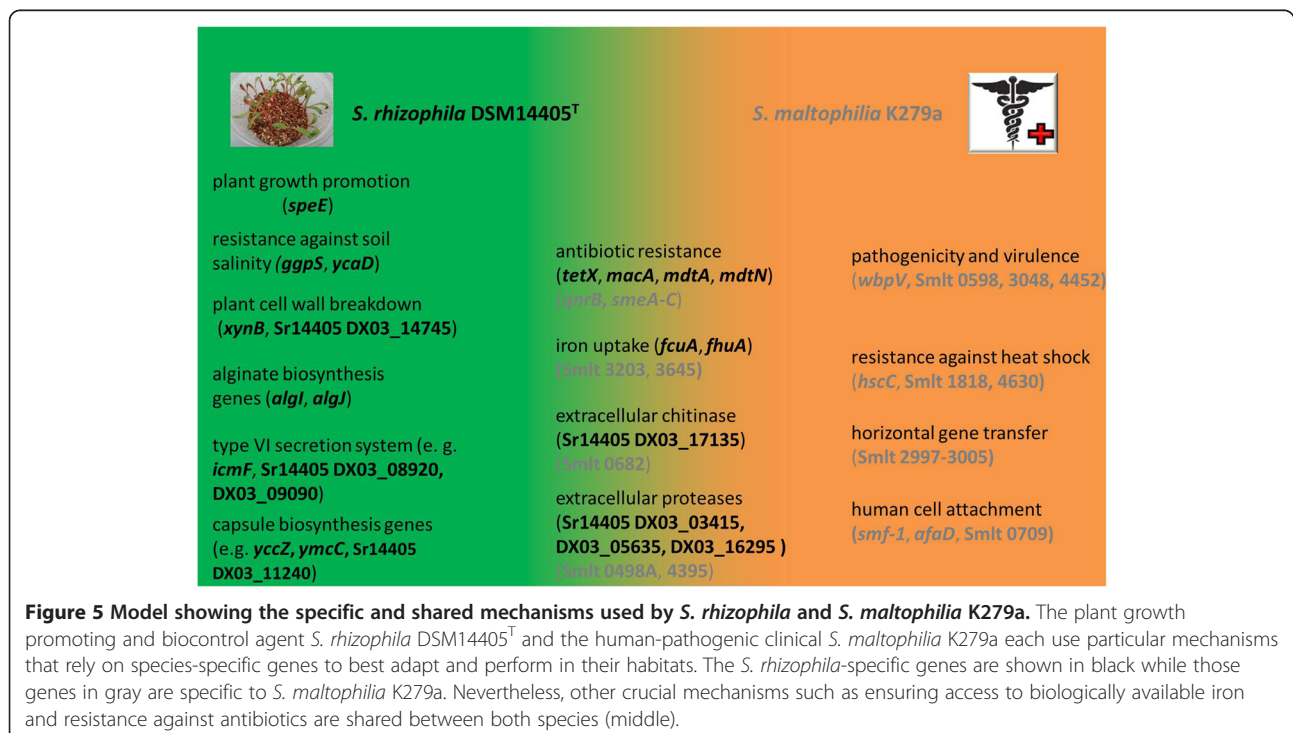 S. rhizophila DSM14405T
S. maltophilia K279a
plant growth promotion
(speE)
resistance against soil
salinity (ggpS, ycaD)
plant cell wall breakdown
(xynB, Sr14405 DX03_14745)
alginate biosynthesis
genes (algI, algJ)
type VI secretion system (e. g.
icmF, Sr14405 DX03_08920,
DX03_09090)
capsule biosynthesis genes
(e.g. yccZ, ymcC, Sr14405
DX03_11240)
antibiotic resistance
(tetX, macA, mdtA, mdtN)
(qnrB, smeA-C)
iron uptake (fcuA, fhuA)
(Smlt 3203, 3645)
extracellular chitinase
(Sr14405 DX03_17135)
(Smlt 0682)
extracellular proteases
(Sr14405 DX03_03415,
DX03_05635, DX03_16295 )
(Smlt 0498A, 4395)
pathogenicity and virulence
(wbpV, Smlt 0598, 3048, 4452)
resistance against heat shock
(hscC, Smlt 1818, 4630)
horizontal gene transfer
(Smlt 2997-3005)
human cell attachment
(smf-1, afaD, Smlt 0709)
Figure 5 Model showing the specific and shared mechanisms used by S. rhizophila and S. maltophilia K279a. The plant growth
promoting and biocontrol agent S. rhizophila DSM14405T and the human-pathogenic clinical S. maltophilia K279a each use particular mechanisms
that rely on species-specific genes to best adapt and perform in their habitats. The S. rhizophila-specific genes are shown in black while those
genes in gray are specific to S. maltophilia K279a. Nevertheless, other crucial mechanisms such as ensuring access to biologically available iron
and resistance against antibiotics are shared between both species (middle).